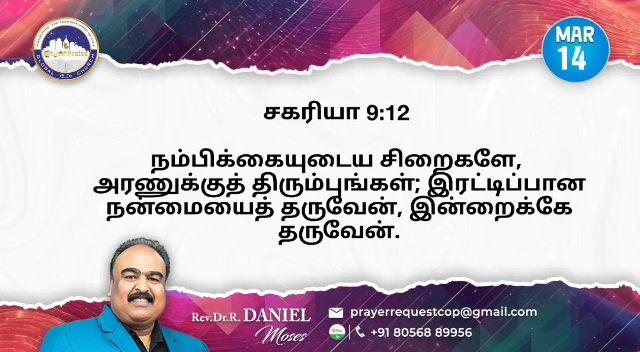 MAR
14
சகரியா 9:12
நம்பிக்கையுடைய சிறைகளே,
அரணுக்குத் திரும்புங்கள்; இரட்டிப்பான
நன்மையைத் தருவேன், இன்றைக்கே
தருவேன்.
Rev.Dr.R. DANIEL
Moses
prayerrequestcop@gmail.com
+91 80568 89956